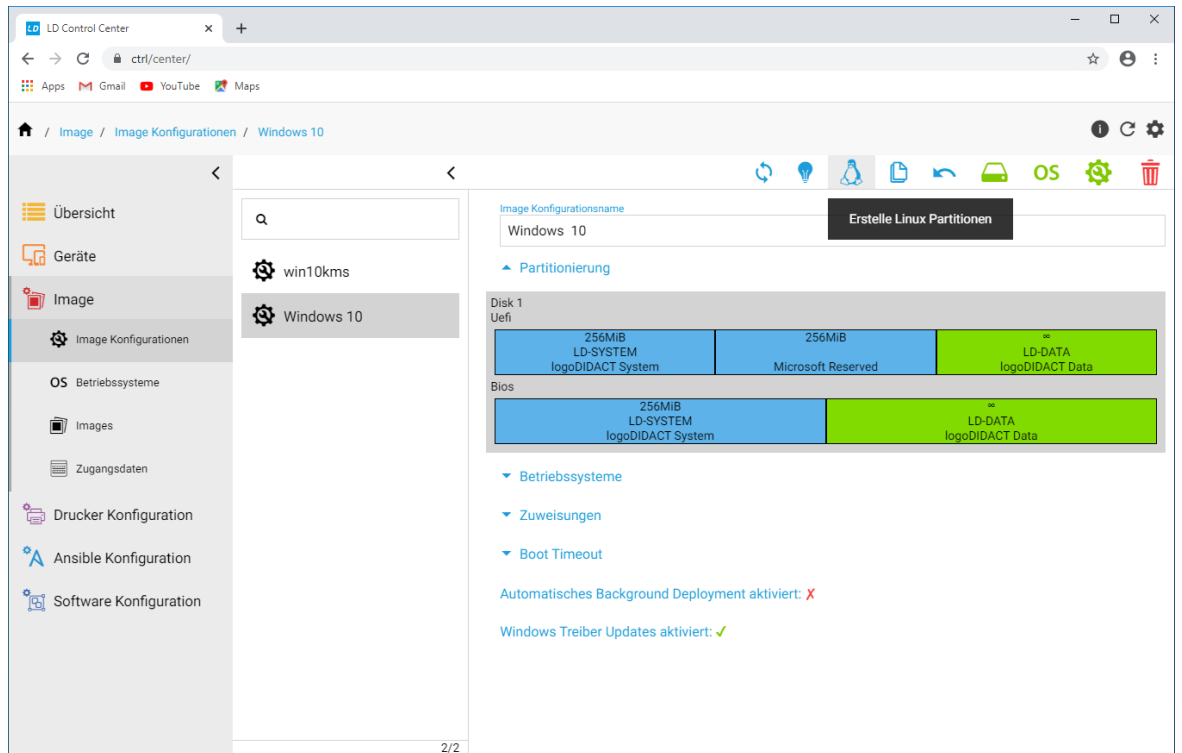 LD LD Control Center
ctrl/center/
Apps Gmail YouTube Maps
/ Image / Image Konfigurationen / Windows 10
OS
Erstelle Linux Partitionen
Übersicht
Geräte
Image
Image Konfigurationen
OS Betriebssysteme
Images
Zugangsdaten
Drucker Konfiguration
Ansible Konfiguration
Software Konfiguration
win10kms
Windows 10
2/2
Image Konfigurationsname
Windows 10
Partitionierung
Disk 1
Uefi
256MiB
LD-SYSTEM
logoDIDACT System
256MiB
Microsoft Reserved
∞
LD-DATA
logoDIDACT Data
Bios
256MiB
LD-SYSTEM
logoDIDACT System
∞
LD-DATA
logoDIDACT Data
Betriebssysteme
Zuweisungen
Boot Timeout
Automatisches Background Deployment aktiviert: ✗
Windows Treiber Updates aktiviert: ✓